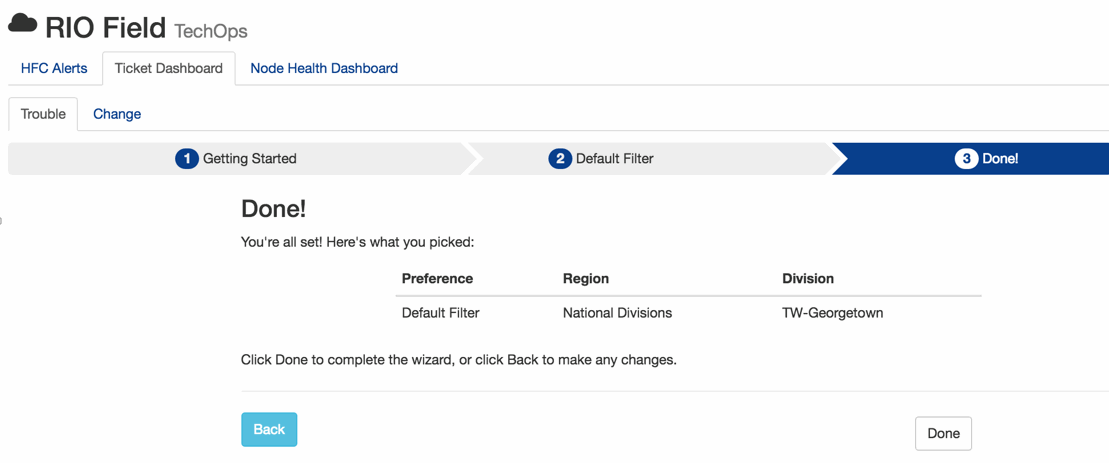 RIO Field TechOps
HFC Alerts Ticket Dashboard Node Health Dashboard
Trouble Change
1 Getting Started 2 Default Filter 3 Done!
Done!
You're all set! Here's what you picked:
Preference Region Division
Default Filter National Divisions TW-Georgetown
Click Done to complete the wizard, or click Back to make any changes.
Back Done